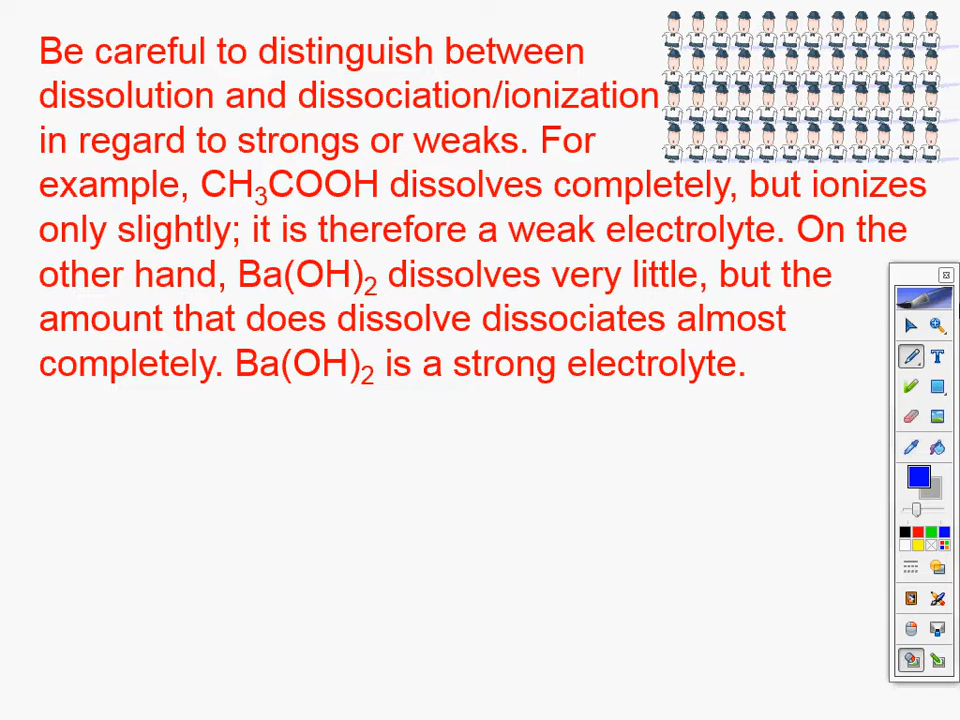 Be careful to distinguish between
dissolution and dissociation/ionization
in regard to strongs or weaks. For
example, CH₃COOH dissolves completely, but ionizes
only slightly; it is therefore a weak electrolyte. On the
other hand, Ba(OH)₂ dissolves very little, but the
amount that does dissolve dissociates almost
completely. Ba(OH)₂ is a strong electrolyte.
T